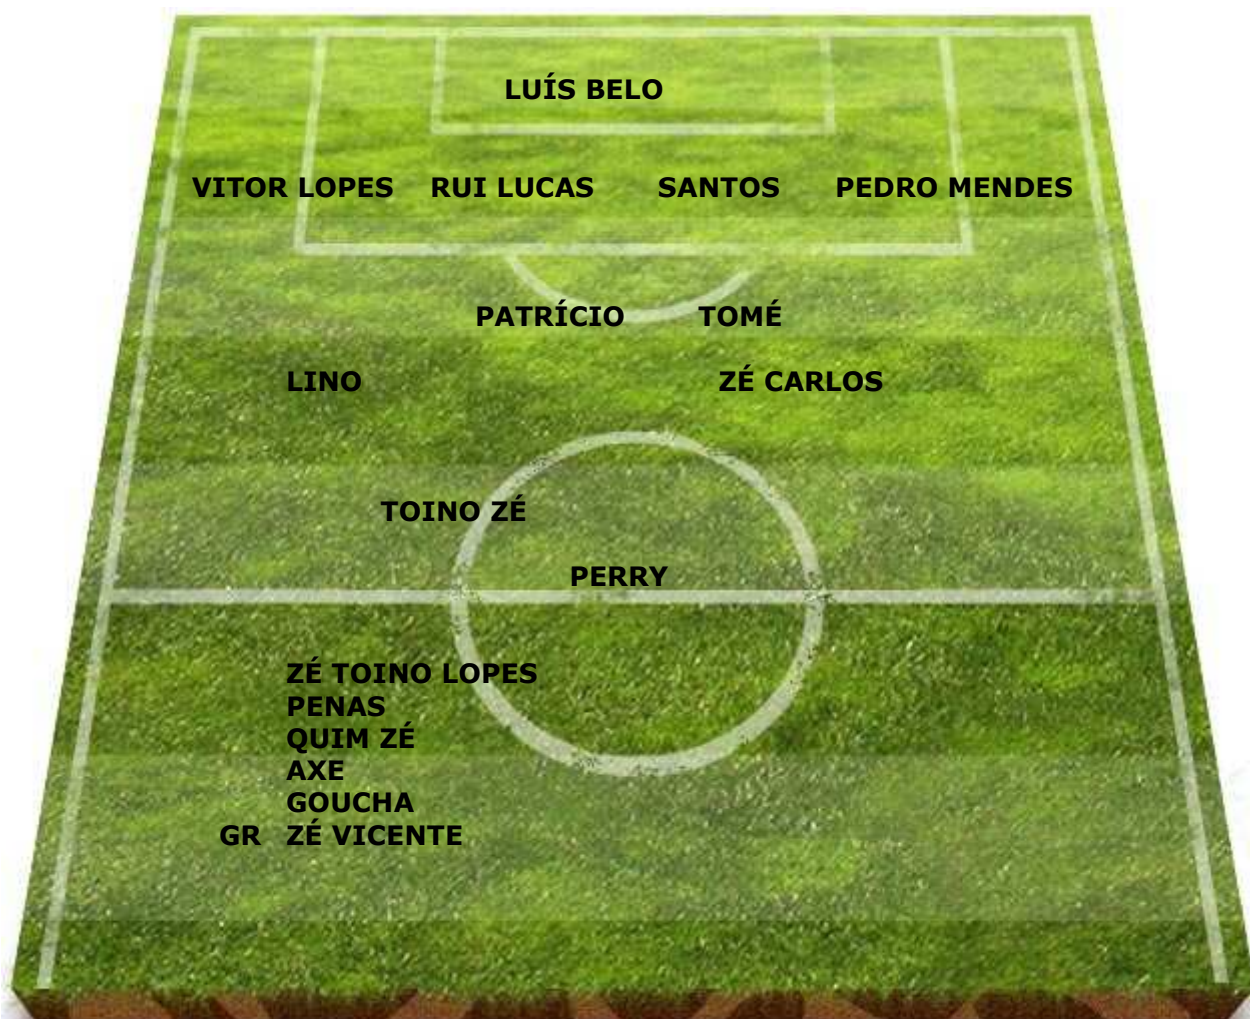 LUÍS BELO
VITOR LOPES RUI LUCAS SANTOS PEDRO MENDES
PATRÍCIO TOMÉ
LINO ZÉ CARLOS
TOINO ZÉ
PERRY
ZÉ TOINO LOPES
PENAS
QUIM ZÉ
AXE
GOUCHA
GR ZÉ VICENTE